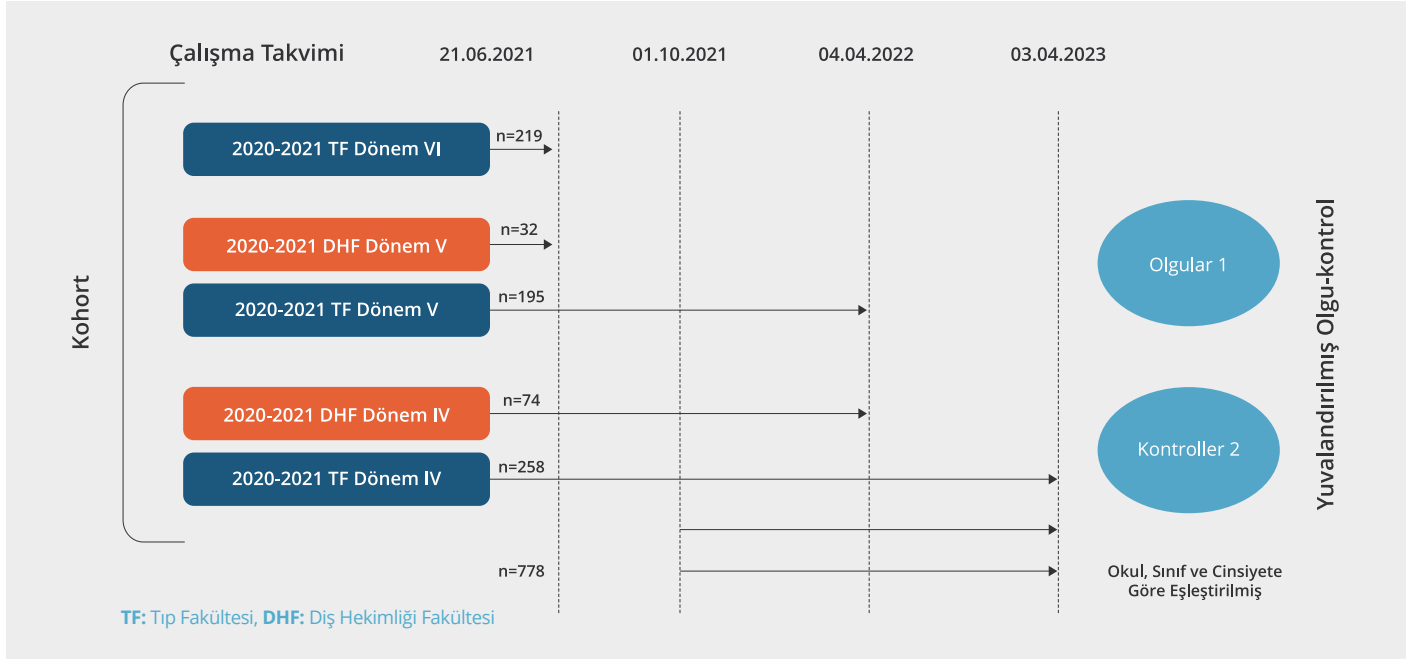 Çalışma Takvimi 21.06.2021 01.10.2021 04.04.2022 03.04.2023
Kohort
2020-2021 TF Dönem VI n=219
2020-2021 DHF Dönem V n=32
2020-2021 TF Dönem V n=195
2020-2021 DHF Dönem IV n=74
2020-2021 TF Dönem IV n=258
n=778
Olgular 1
Kontroller 2
Okul, Sınıf ve Cinsiyete
Göre Eşleştirilmiş
Yuvalandırılmış Olgu-kontrol
TF: Tıp Fakültesi, DHF: Diş Hekimliği Fakültesi